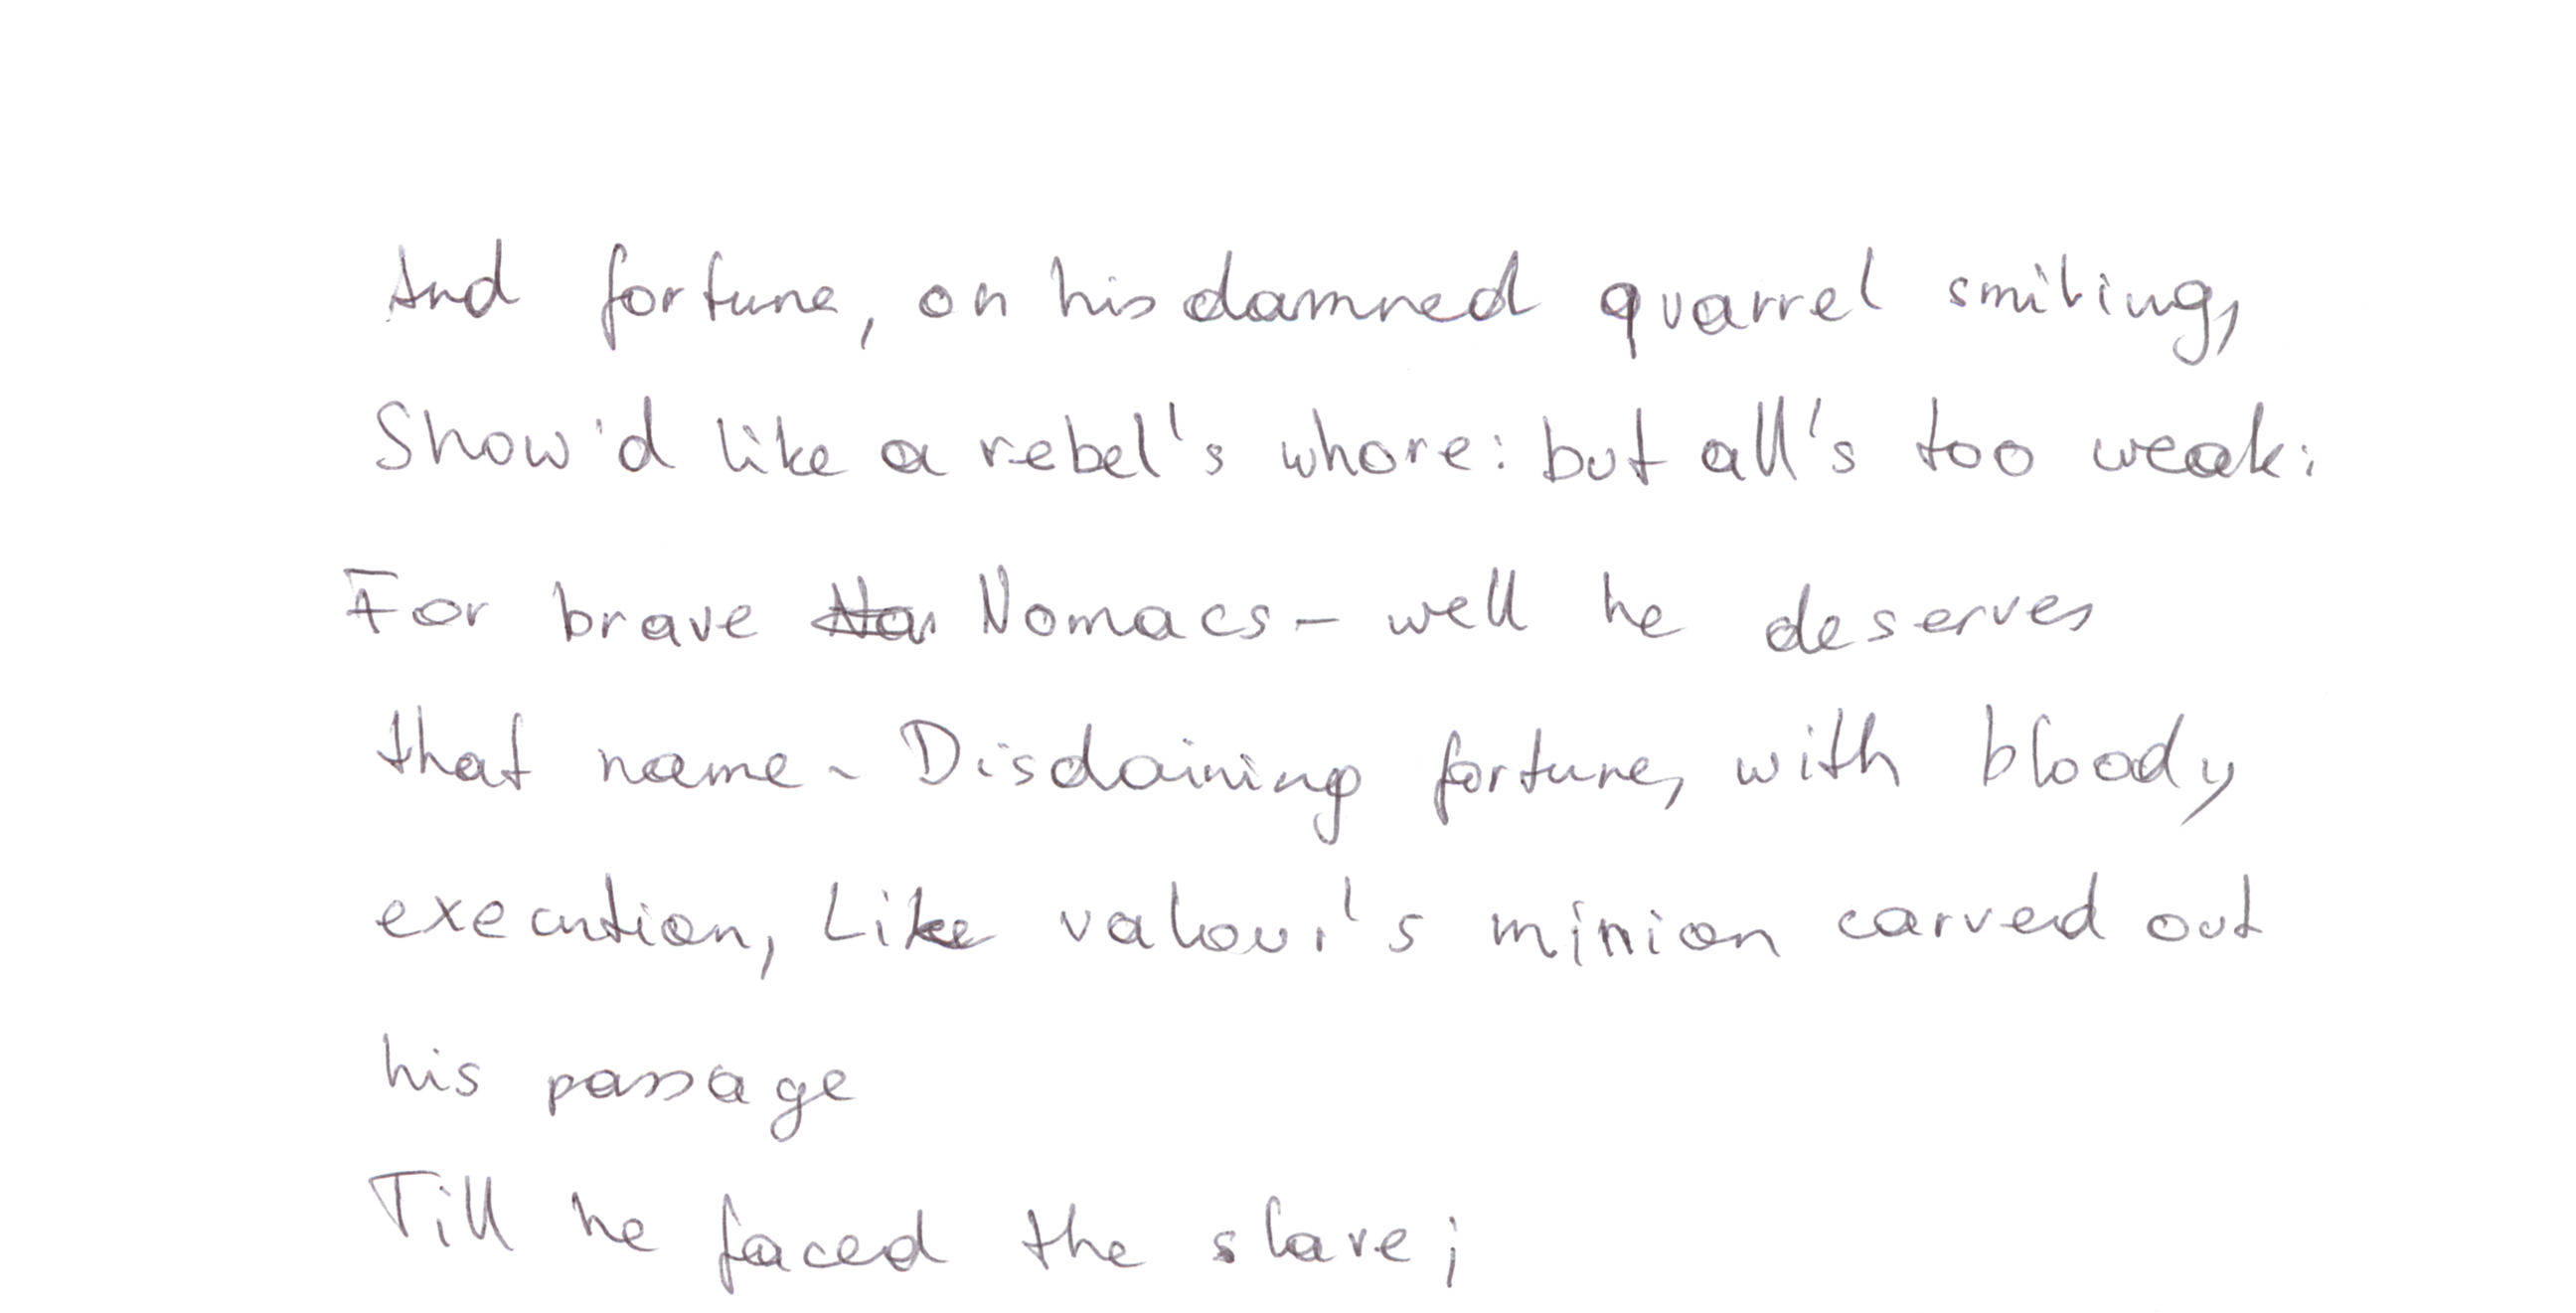 And fortune, on his damned quarrel smiling,
Show'd like a rebel's whore: but all's too weak:
For brave Nomacs - well he deserves
that name - Disdaining fortune, with bloody
execution, Like valour's minion carved out
his passage
Till he faced the slave;